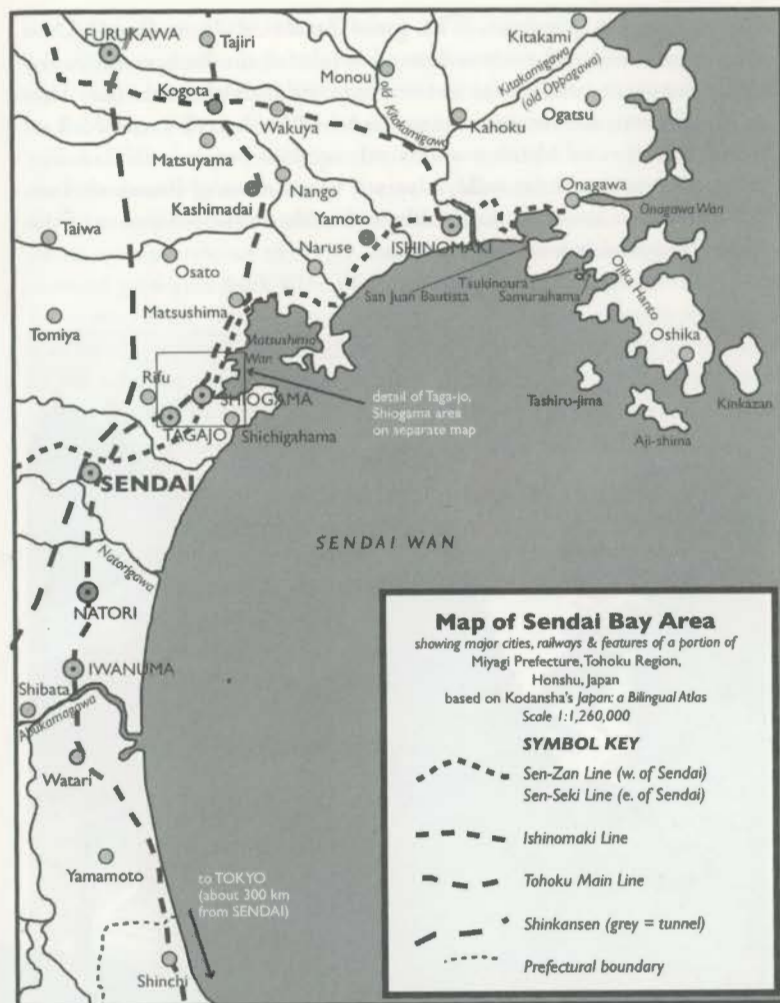 FURUKAWA
Tajiri
Kitakami
Monou
Kitakamigawa
(old Oppagawa)
Kogota
old Kitakamigawa
Ogatsu
Wakuya
Kahoku
Matsuyama
Nango
Kashimadai
Onagawa
Yamoto
Onagawa Wan
Taiwa
Naruse
ISHINOMAKI
Osato
Tsukinoura
San Juan Bautista
Samuraihama
Ojika Hanto
Matsushima
Tomiya
Matsushima
Wan
Oshika
Rifu
SHIOGAMA
detail of Taga-jo,
Shiogama area
on separate map
Tashiro-jima
Kinkazan
TAGAJO
Shichigahama
Aji-shima
SENDAI
SENDAI WAN
Natorigawa
NATORI
IWANUMA
Shibata
Abukamagawa
Watari
Yamamoto
to TOKYO
(about 300 km
from SENDAI)
Shinchi
Map of Sendai Bay Area
showing major cities, railways & features of a portion of
Miyagi Prefecture, Tohoku Region,
Honshu, Japan
based on Kodansha's Japan: a Bilingual Atlas
Scale 1:1,260,000
SYMBOL KEY
Sen-Zan Line (w. of Sendai)
Sen-Seki Line (e. of Sendai)
Ishinomaki Line
Tohoku Main Line
Shinkansen (grey = tunnel)
Prefectural boundary